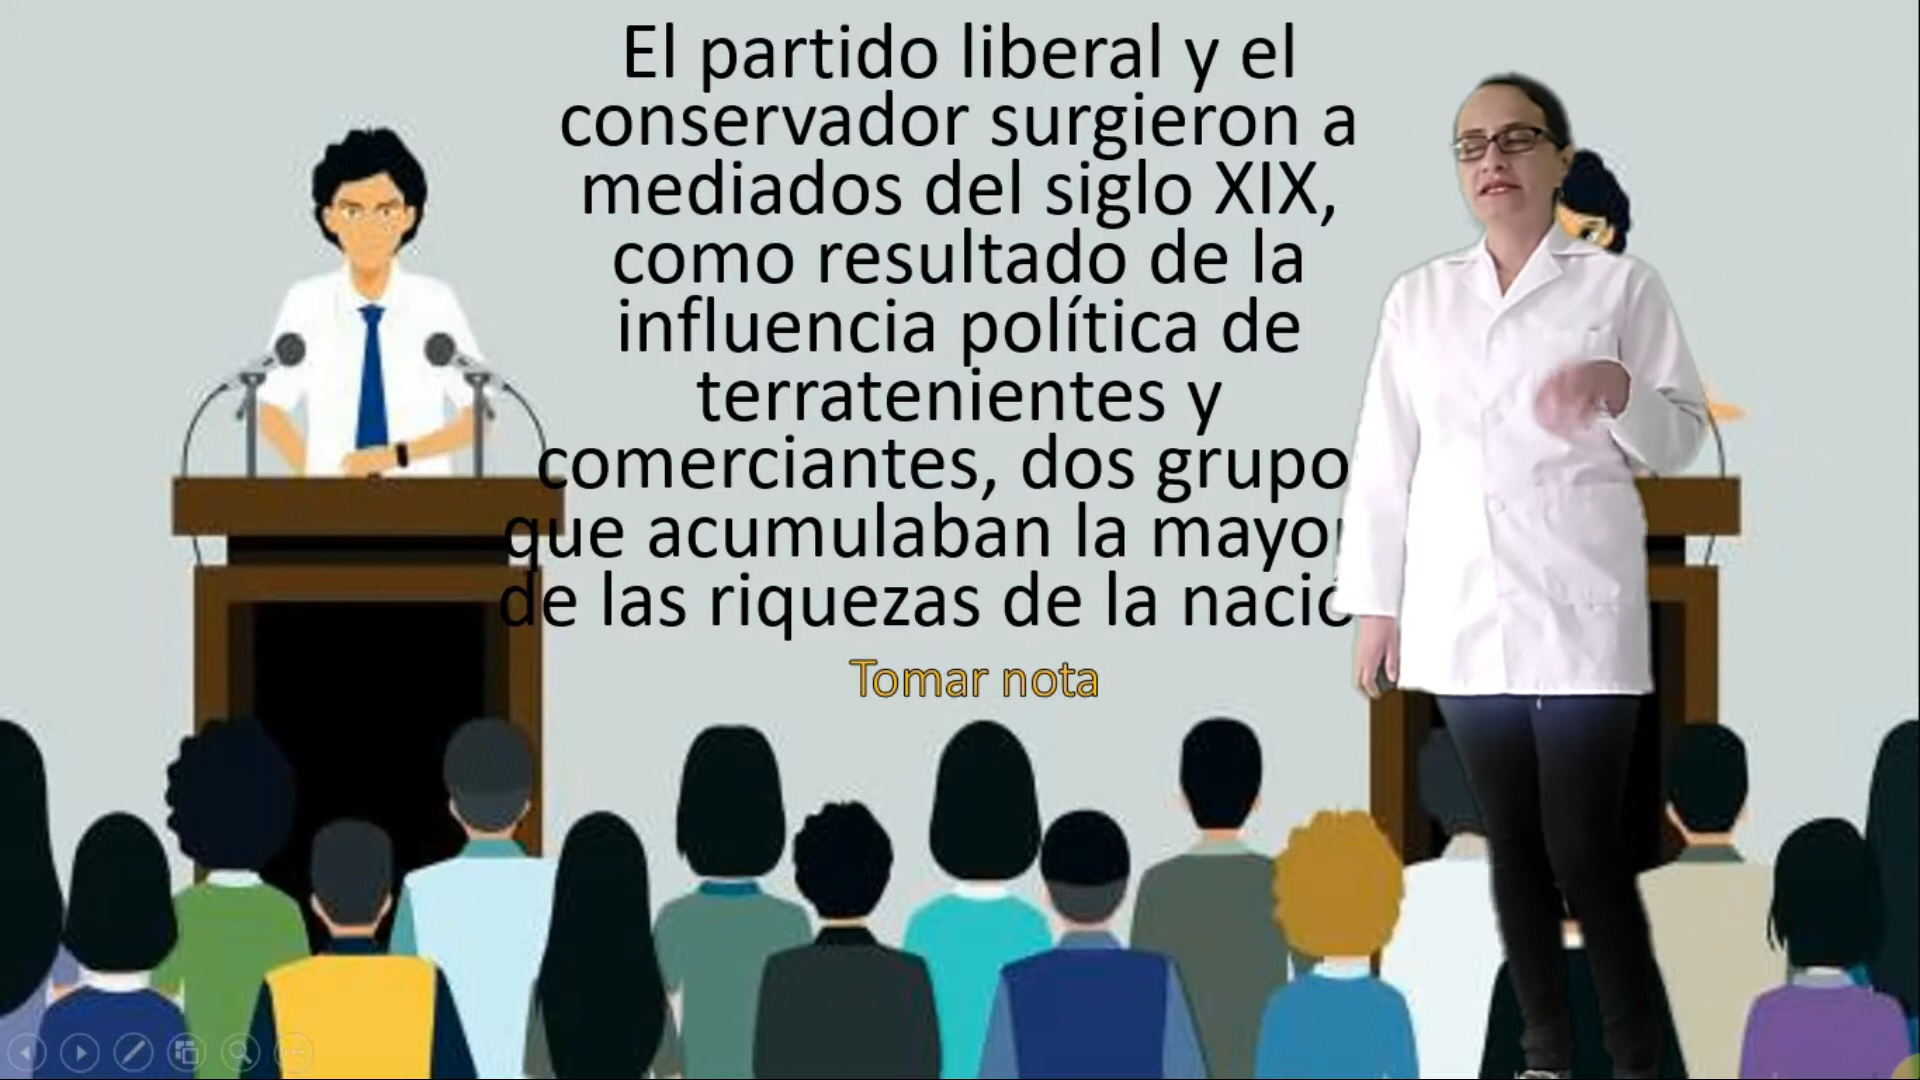 El partido liberal y el
conservador surgieron a
mediados del siglo XIX,
como resultado de la
influencia política de
terratenientes y
comerciantes, dos grupo
que acumulaban la mayor
de las riquezas de la nació
Tomar nota